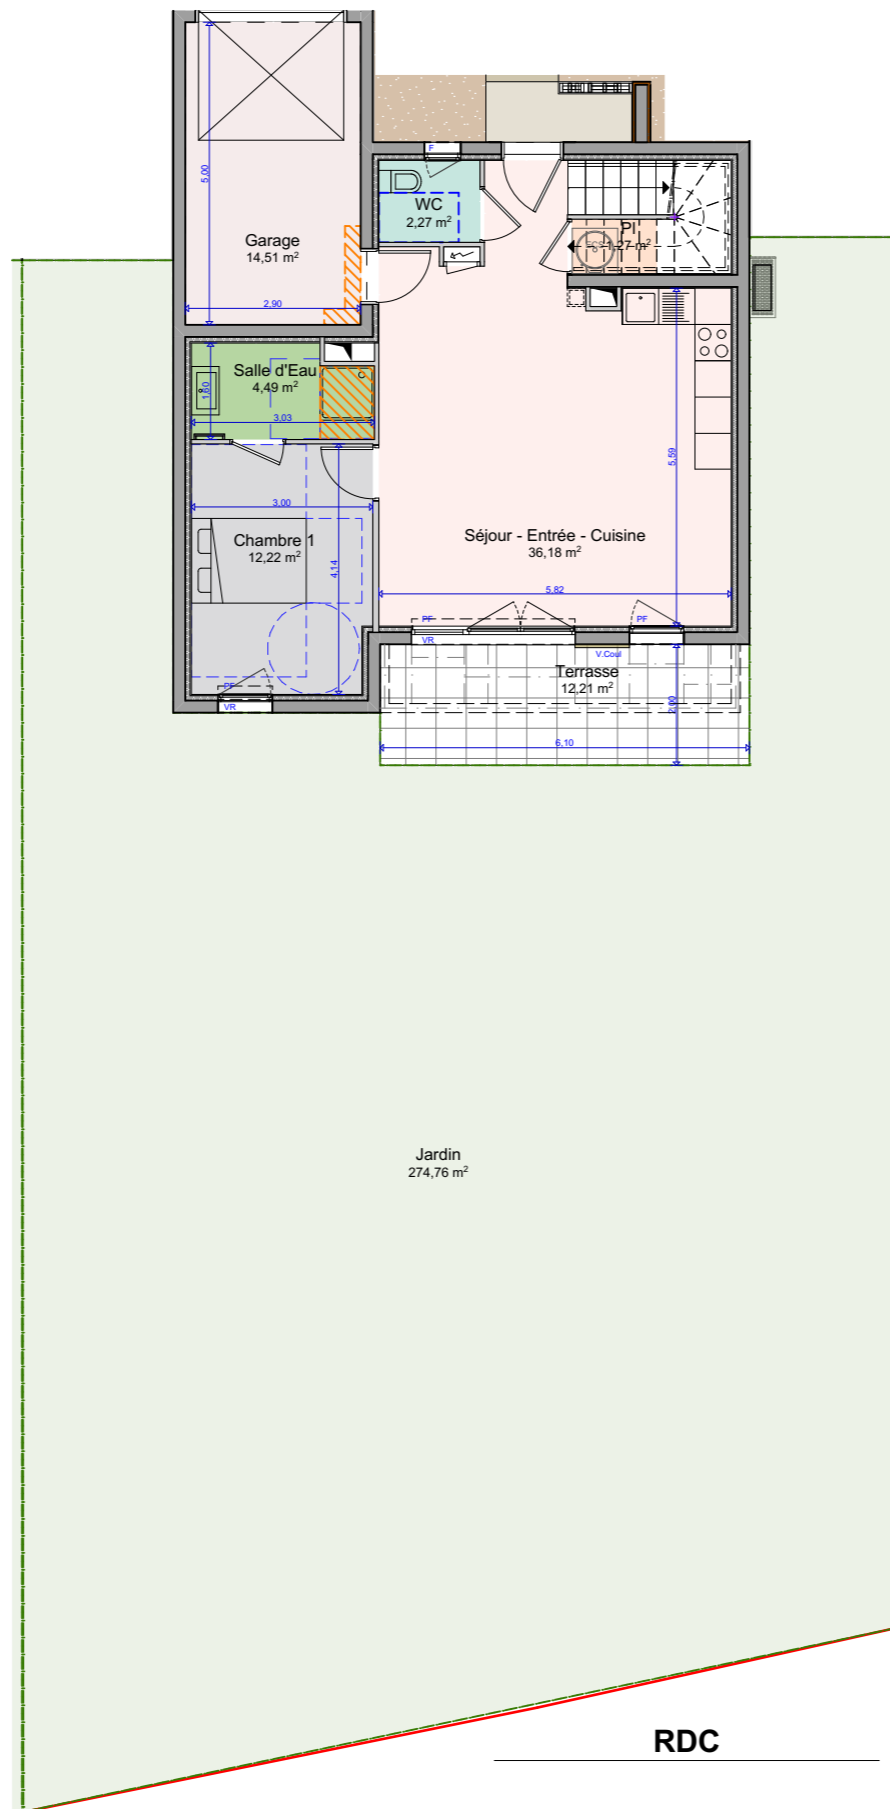 F
5,00
WC
2,27 m²
Pl
ECS
1,27 m²
Garage
14,51 m²
2,90
Salle d'Eau
4,49 m²
1,60
3,03
3,00
Chambre 1
12,22 m²
4,14
5,59
Séjour - Entrée - Cuisine
36,18 m²
5,82
PF
VR
PF
V.Coul
Terrasse
12,21 m²
PF
VR
2,00
6,10
Jardin
274,76 m²
RDC